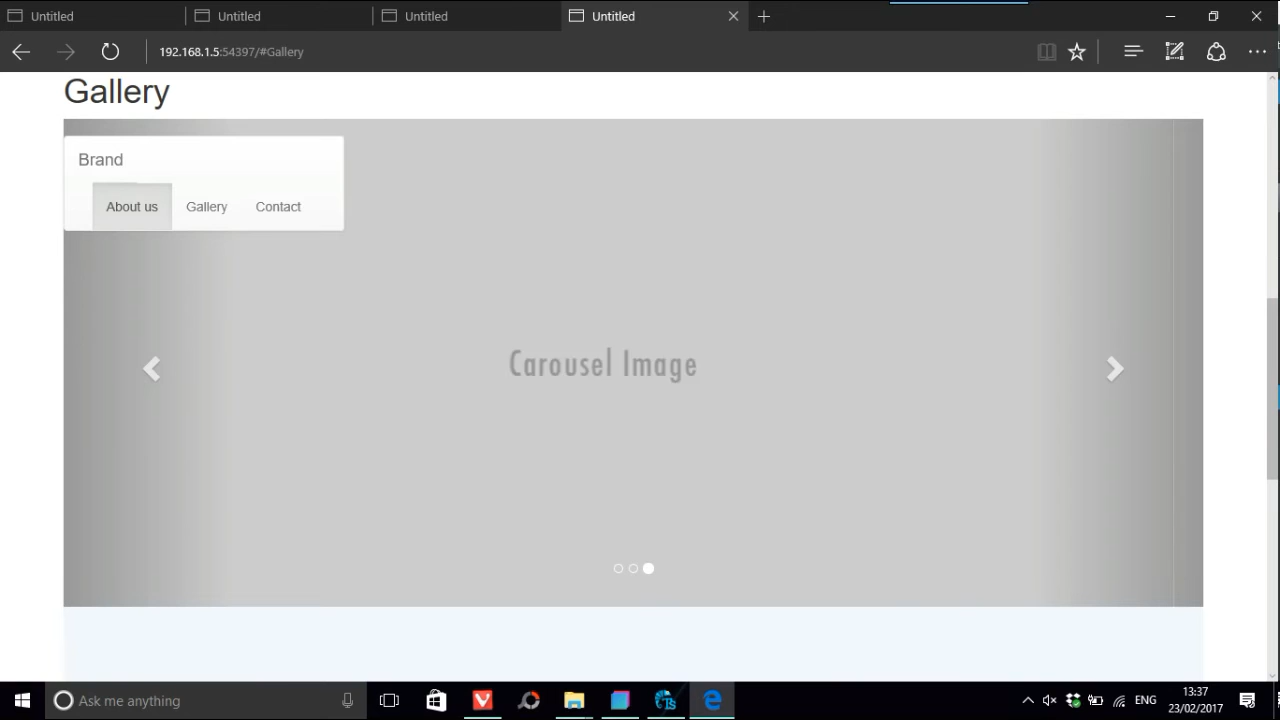 Untitled
Untitled
Untitled
Untitled
192.168.1.5:54397/#Gallery
Gallery
Brand
About us
Gallery
Contact
Carousel Image
Ask me anything
ENG
13:37
23/02/2017